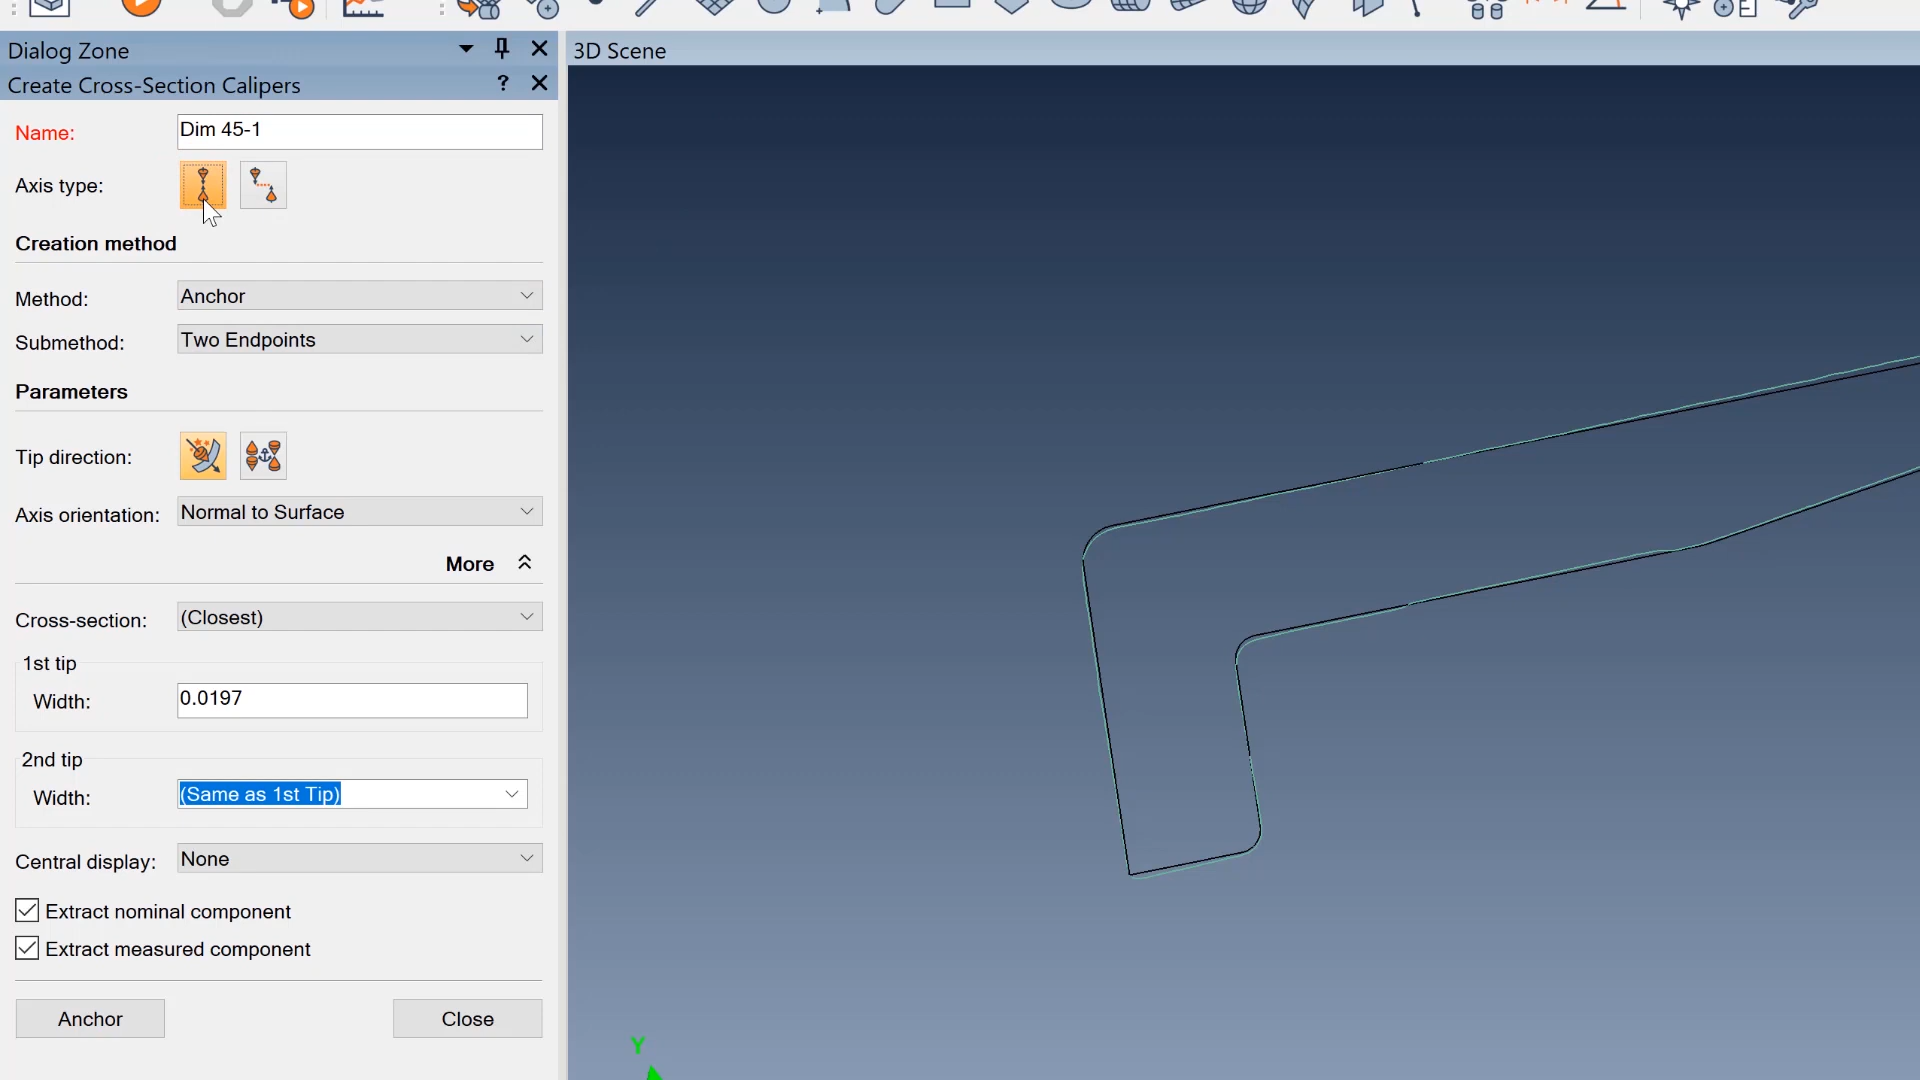 Dialog Zone
3D Scene
Create Cross-Section Calipers
?
Name: Dim 45-1
Axis type:
Creation method
Method: Anchor
Submethod: Two Endpoints
Parameters
Tip direction:
Axis orientation: Normal to Surface
More
Cross-section: (Closest)
1st tip
Width: 0.0197
2nd tip
Width: (Same as 1st Tip)
Central display: None
Extract nominal component
Extract measured component
Anchor
Close
Y